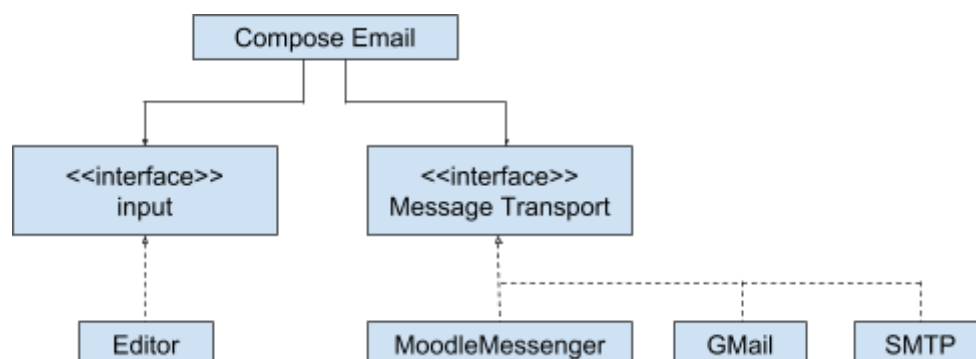 Compose Email
<<interface>>
input
<<interface>>
Message Transport
Editor
MoodleMessenger
GMail
SMTP